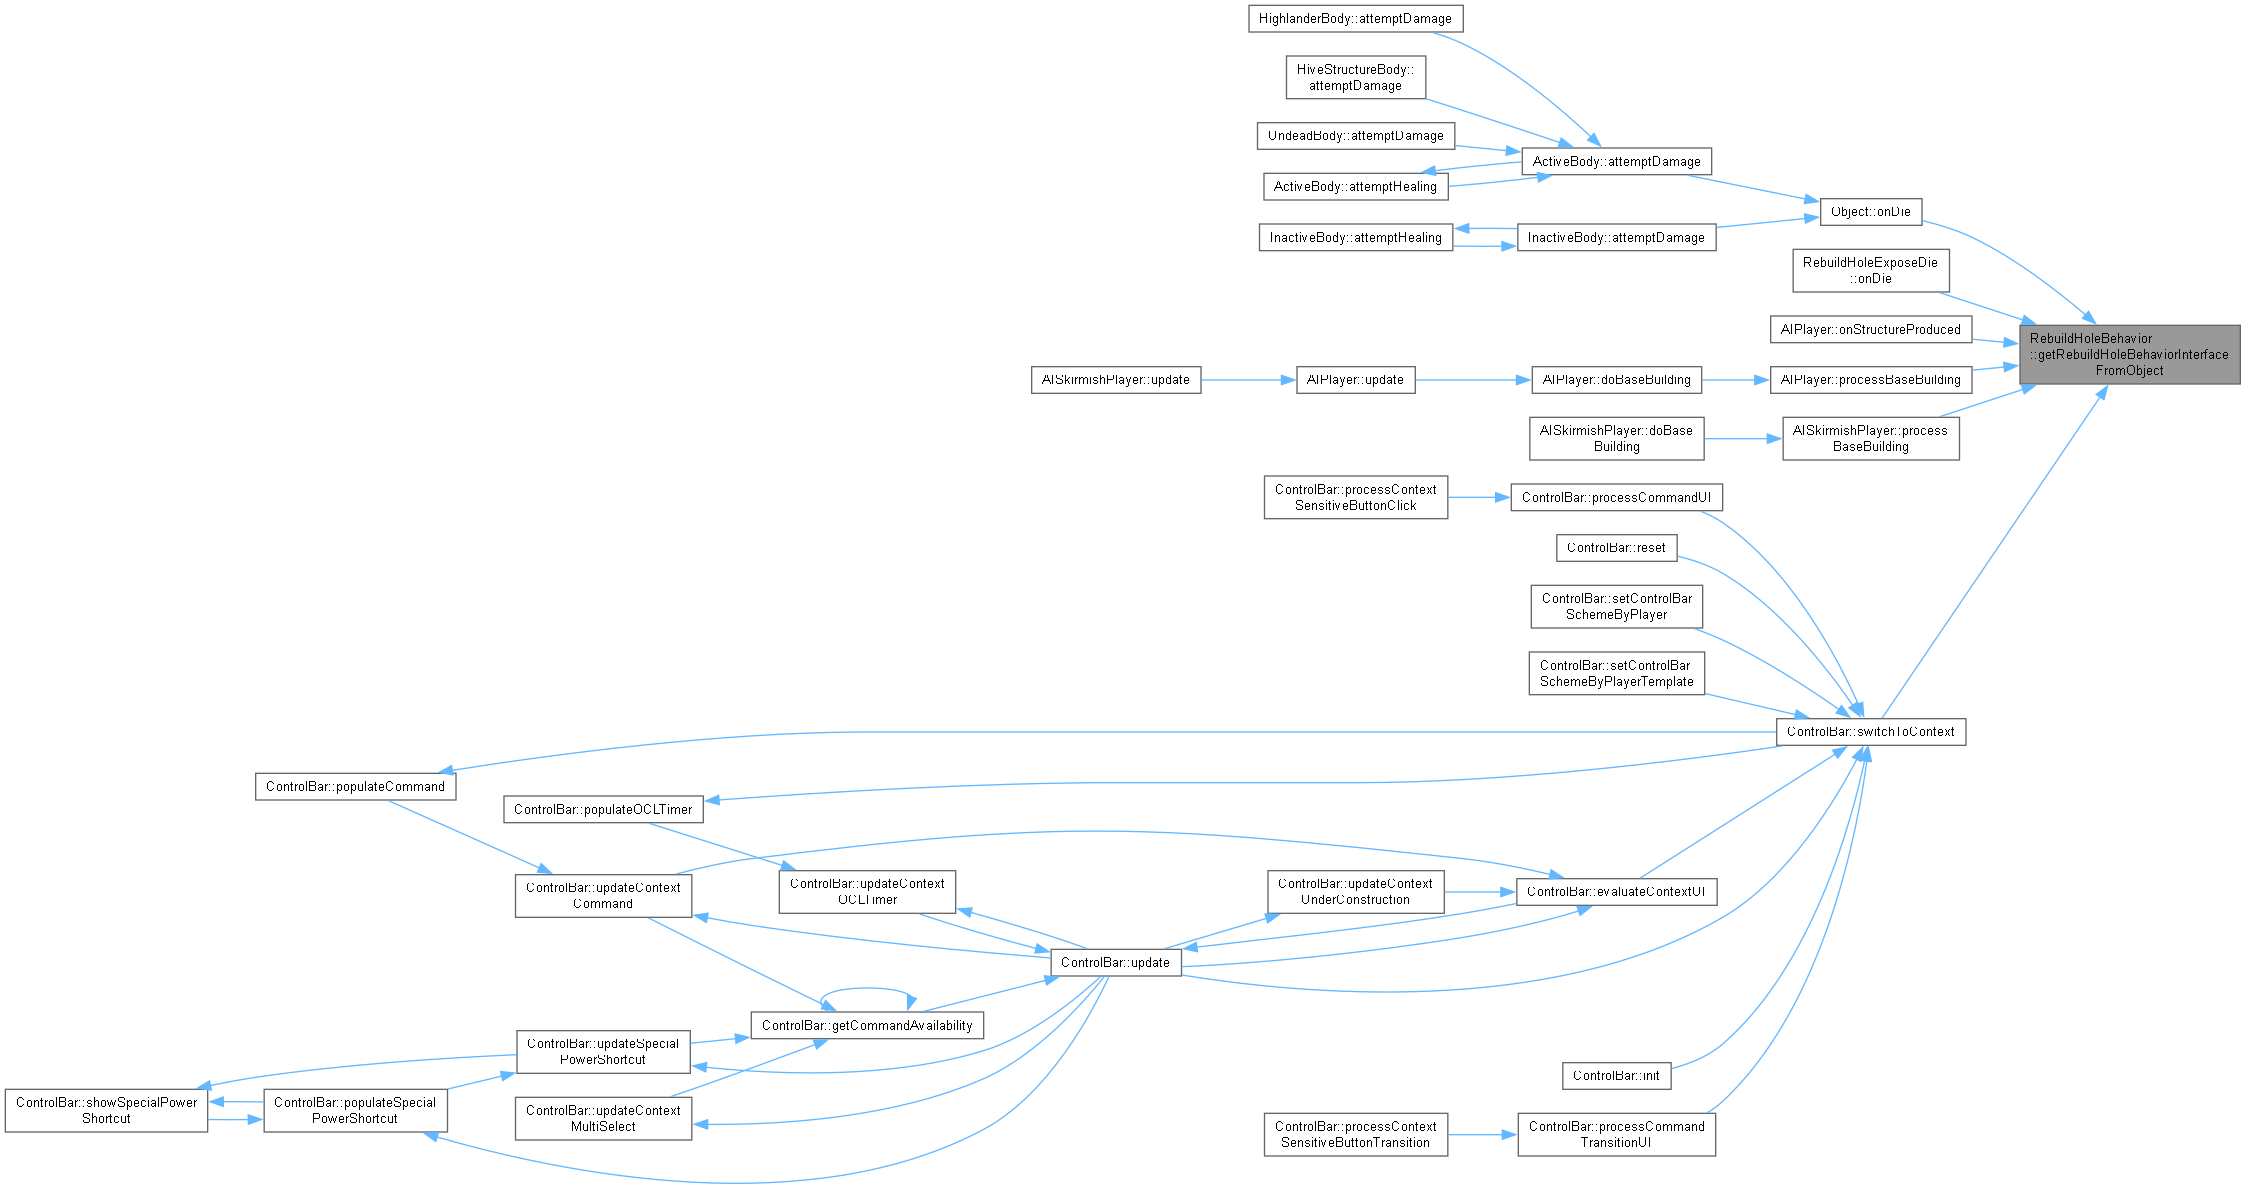 HighlanderBody::attemptDamage
HiveStructureBody::
attemptDamage
UndeadBody::attemptDamage
ActiveBody::attemptDamage
ActiveBody::attemptHealing
Object::onDie
InactiveBody::attemptHealing
InactiveBody::attemptDamage
RebuildHoleExposeDie
::onDie
AIPlayer::onStructureProduced
RebuildHoleBehavior
::getRebuildHoleBehaviorInterface
FromObject
AISkirmishPlayer::update
AIPlayer::update
AIPlayer::doBaseBuilding
AIPlayer::processBaseBuilding
AISkirmishPlayer::doBase
Building
AISkirmishPlayer::process
BaseBuilding
ControlBar::processContext
SensitiveButtonClick
ControlBar::processCommandUI
ControlBar::reset
ControlBar::setControlBar
SchemeByPlayer
ControlBar::setControlBar
SchemeByPlayerTemplate
ControlBar::switchToContext
ControlBar::populateCommand
ControlBar::populateOCLTimer
ControlBar::updateContext
Command
ControlBar::updateContext
OCLTimer
ControlBar::updateContext
UnderConstruction
ControlBar::evaluateContextUI
ControlBar::update
ControlBar::getCommandAvailability
ControlBar::updateSpecial
PowerShortcut
ControlBar::init
ControlBar::showSpecialPower
Shortcut
ControlBar::populateSpecial
PowerShortcut
ControlBar::updateContext
MultiSelect
ControlBar::processContext
SensitiveButtonTransition
ControlBar::processCommand
TransitionUI